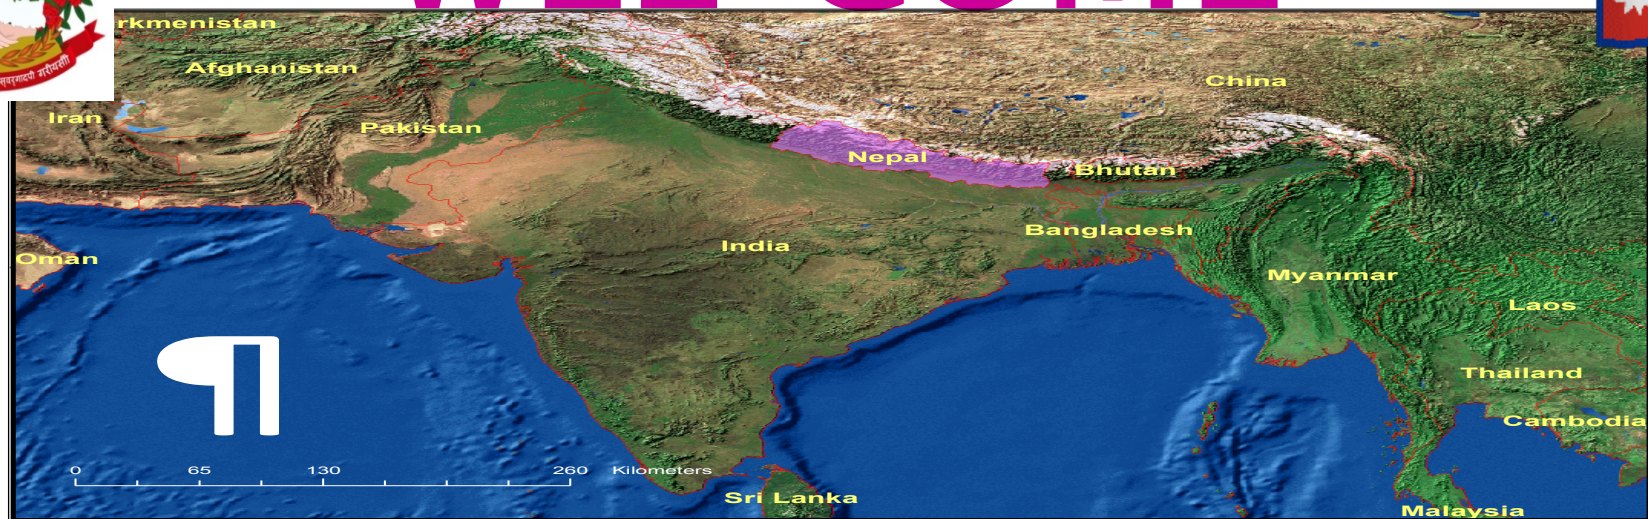 rkmenistan
Afghanistan
China
Iran
Pakistan
Nepal
Bhutan
Bangladesh
India
Oman
Myanmar
Laos
¶
Thailand
Cambodia
0 65 130 260 Kilometers
Sri Lanka
Malaysia